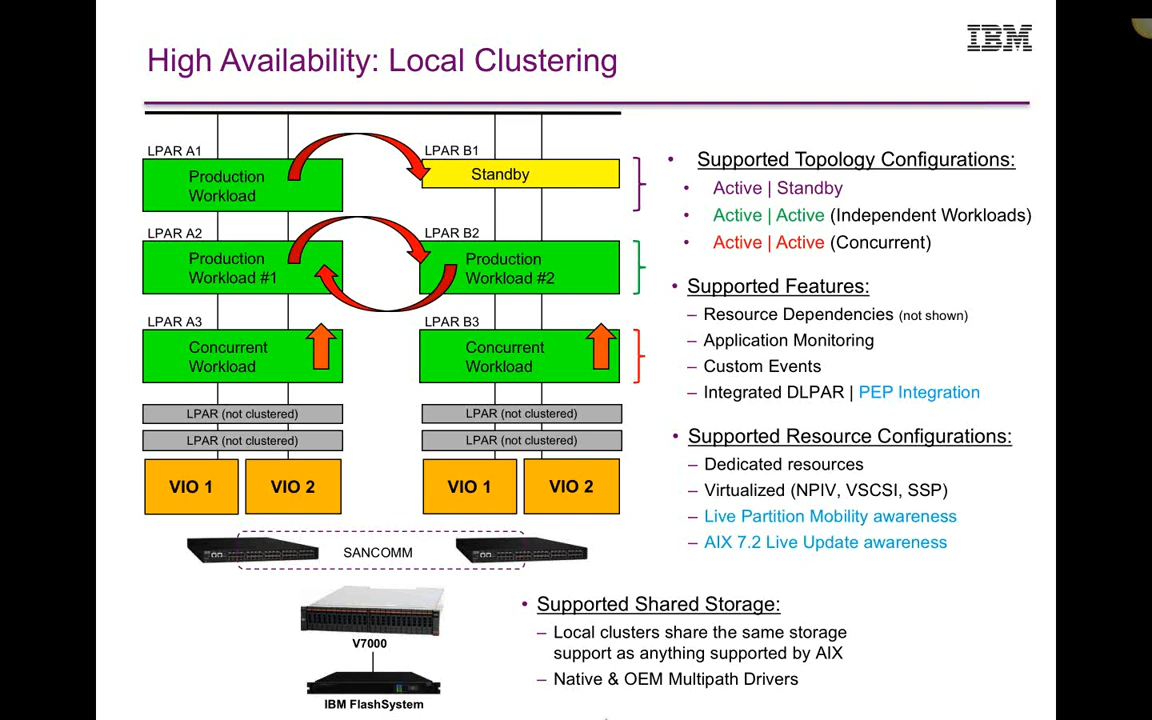 IBM
High Availability: Local Clustering
LPAR A1
Production
Workload
LPAR B1
Standby
LPAR A2
Production
Workload #1
LPAR B2
Production
Workload #2
LPAR A3
Concurrent
Workload
LPAR B3
Concurrent
Workload
LPAR (not clustered)
LPAR (not clustered)
LPAR (not clustered)
LPAR (not clustered)
VIO 1
VIO 2
VIO 1
VIO 2
SANCOMM
V7000
IBM FlashSystem
• Supported Topology Configurations:
• Active | Standby
• Active | Active (Independent Workloads)
• Active | Active (Concurrent)
• Supported Features:
– Resource Dependencies (not shown)
– Application Monitoring
– Custom Events
– Integrated DLPAR | PEP Integration
• Supported Resource Configurations:
– Dedicated resources
– Virtualized (NPIV, VSCSI, SSP)
– Live Partition Mobility awareness
– AIX 7.2 Live Update awareness
• Supported Shared Storage:
– Local clusters share the same storage
support as anything supported by AIX
– Native & OEM Multipath Drivers